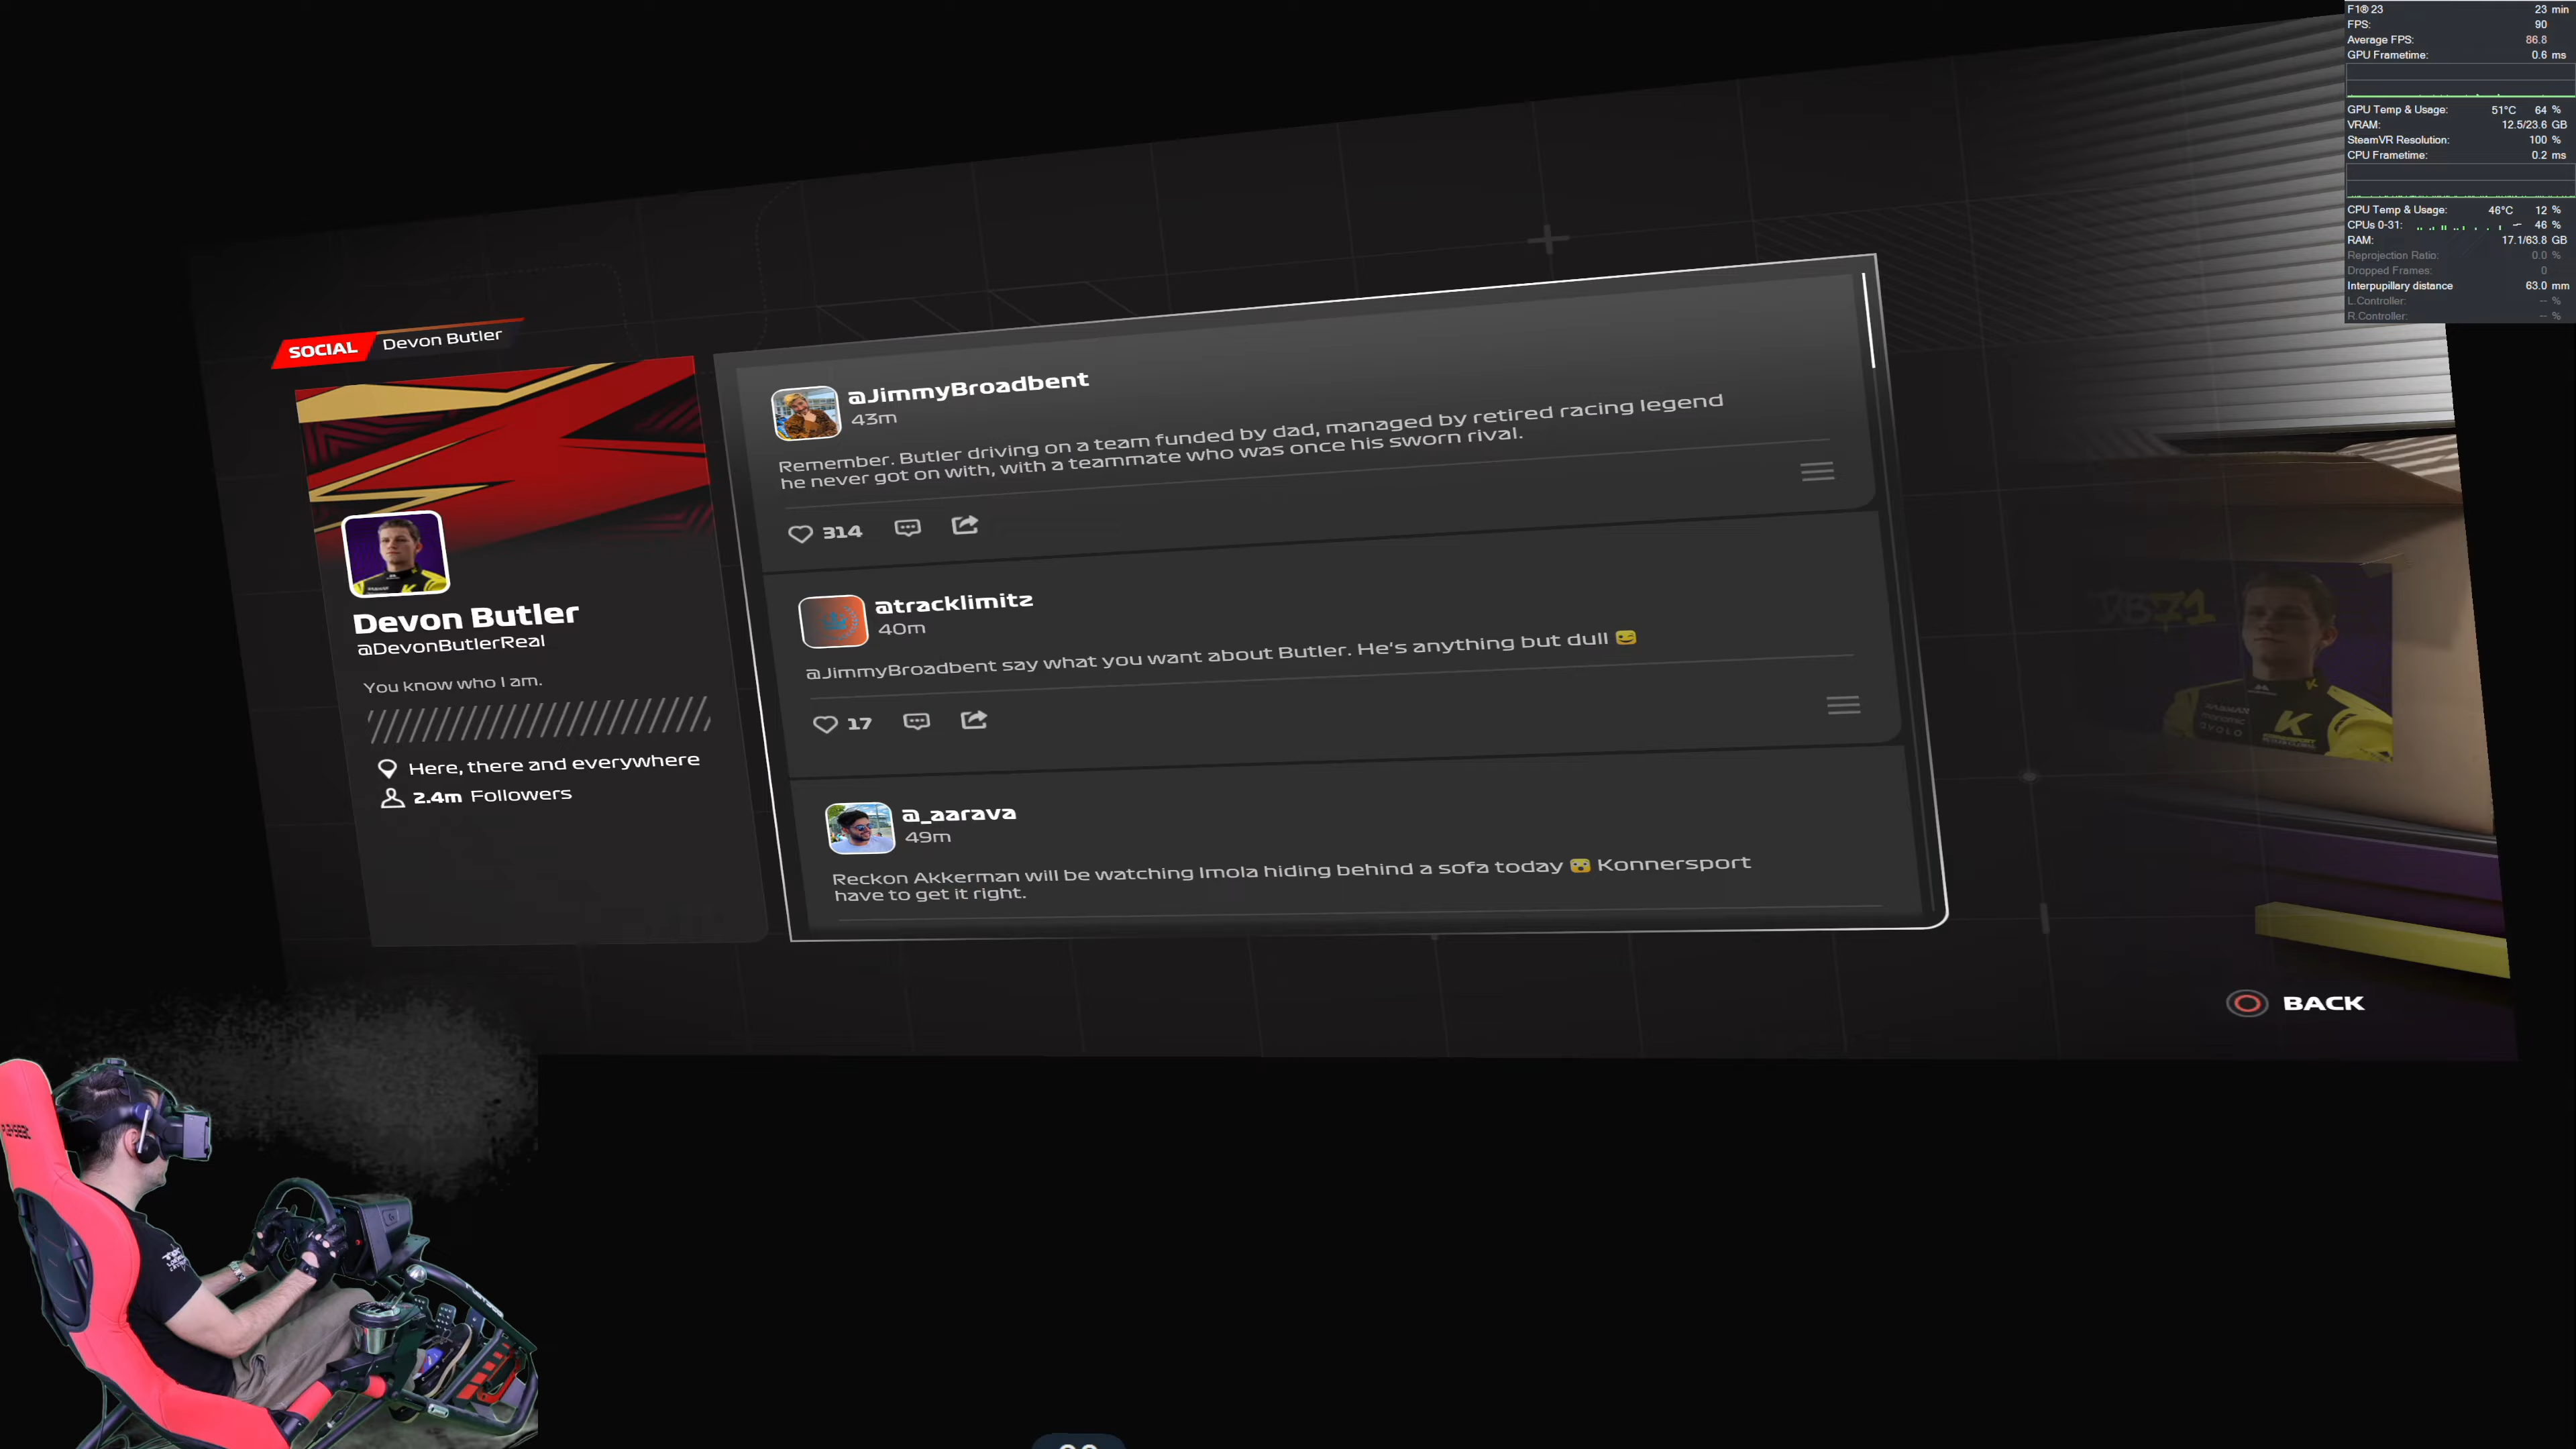 F1® 23 23 min
FPS: 90
Average FPS: 86.8
GPU Frametime: 0.6 ms
GPU Temp & Usage: 51°C 64 %
VRAM: 12.5/23.6 GB
SteamVR Resolution: 100 %
CPU Frametime: 0.2 ms
CPU Temp & Usage: 46°C 12 %
CPUs 0-31: 46 %
RAM: 17.1/63.8 GB
Reprojection Ratio: 0.0 %
Dropped Frames: 0
Interpupillary distance 63.0 mm
L.Controller: -- %
R.Controller: -- %
SOCIAL Devon Butler
Devon Butler
@DevonButlerReal
You know who I am.
Here, there and everywhere
2.4m Followers
@JimmyBroadbent
43m
Remember. Butler driving on a team funded by dad, managed by retired racing legend
he never got on with, with a teammate who was once his sworn rival.
314
@tracklimitz
40m
@JimmyBroadbent say what you want about Butler. He's anything but dull 😉
17
@_aarava
49m
Reckon Akkerman will be watching Imola hiding behind a sofa today 😮 Konnersport
have to get it right.
K
BACK